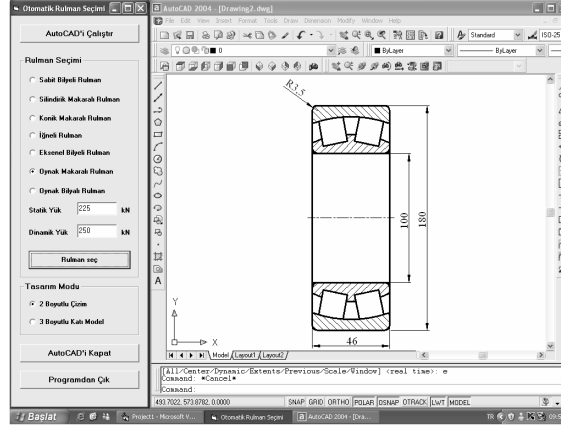 Otomatik Rulman Seçimi
AutoCAD'i Çalıştır
Rulman Seçimi
Sabit Bilyeli Rulman
Silindirik Makaralı Rulman
Konik Makaralı Rulman
İğneli Rulman
Eksenel Bilyeli Rulman
Oynak Makaralı Rulman
Oynak Bilyalı Rulman
Statik Yük 225 kN
Dinamik Yük 250 kN
Rulman seç
Tasarım Modu
2 Boyutlu Çizim
3 Boyutlu Katı Model
AutoCAD'i Kapat
Programdan Çık
AutoCAD 2004 - [Drawing2.dwg]
File Edit View Insert Format Tools Draw Dimension Modify Window Help
Standard ISO-25
0 ByLayer ByLayer
R3,5
100
180
46
Y
X
A
Model Layout1 Layout2
[All/Center/Dynamic/Extents/Previous/Scale/Window] <real time>: e
Command: *Cancel*
Command:
493.7022, 573.8782, 0.0000 SNAP GRID ORTHO POLAR OSNAP OTRACK LWT MODEL
Başlat Project1 - Microsoft V... Otomatik Rulman Seçimi AutoCAD 2004 - [Dra... TR